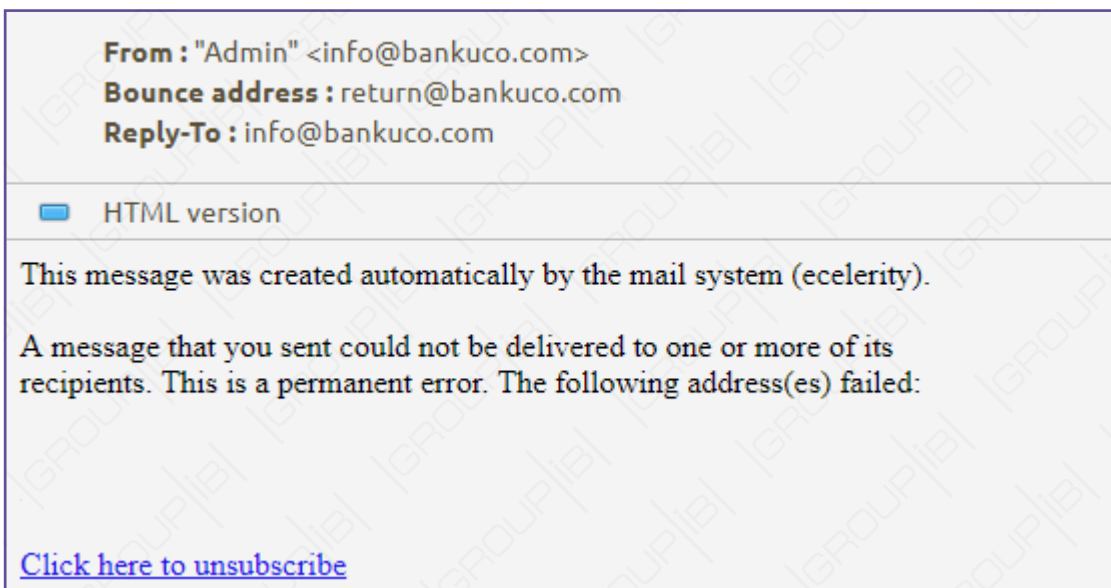 From : "Admin" <info@bankuco.com>
Bounce address : return@bankuco.com
Reply-To : info@bankuco.com
HTML version
This message was created automatically by the mail system (ecelerity).
A message that you sent could not be delivered to one or more of its
recipients. This is a permanent error. The following address(es) failed:
Click here to unsubscribe